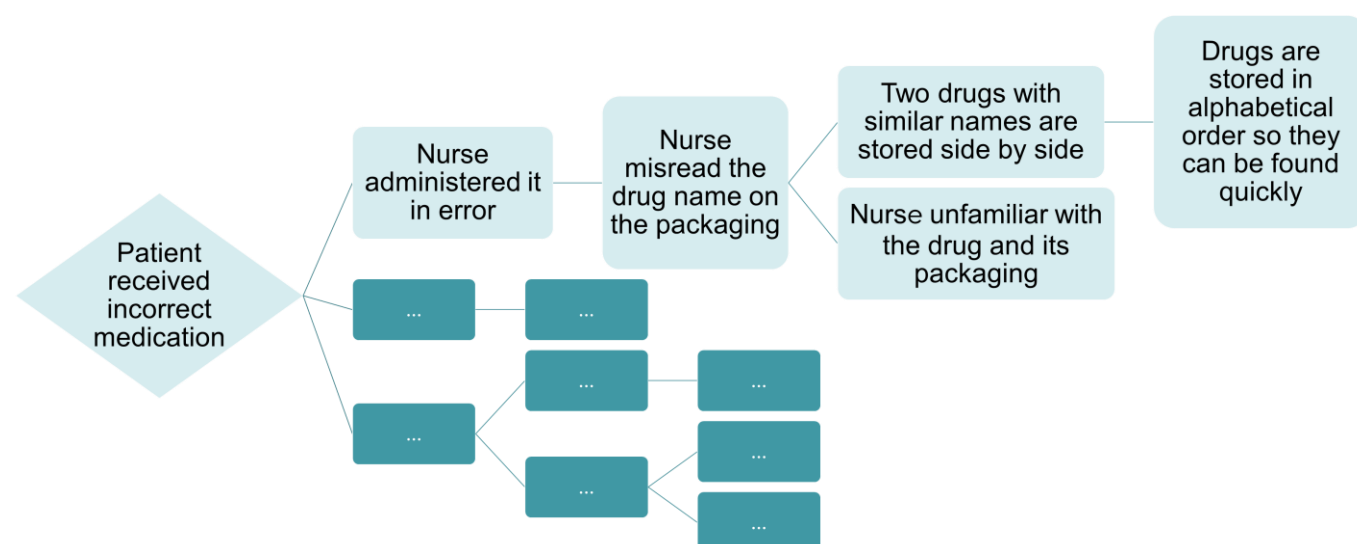 Patient
received
incorrect
medication
Nurse
administered it
in error
Nurse
misread the
drug name on
the packaging
Two drugs with
similar names are
stored side by side
Drugs are
stored in
alphabetical
order so they
can be found
quickly
Nurse unfamiliar with
the drug and its
packaging
...
...
...
...
...
...
...
...